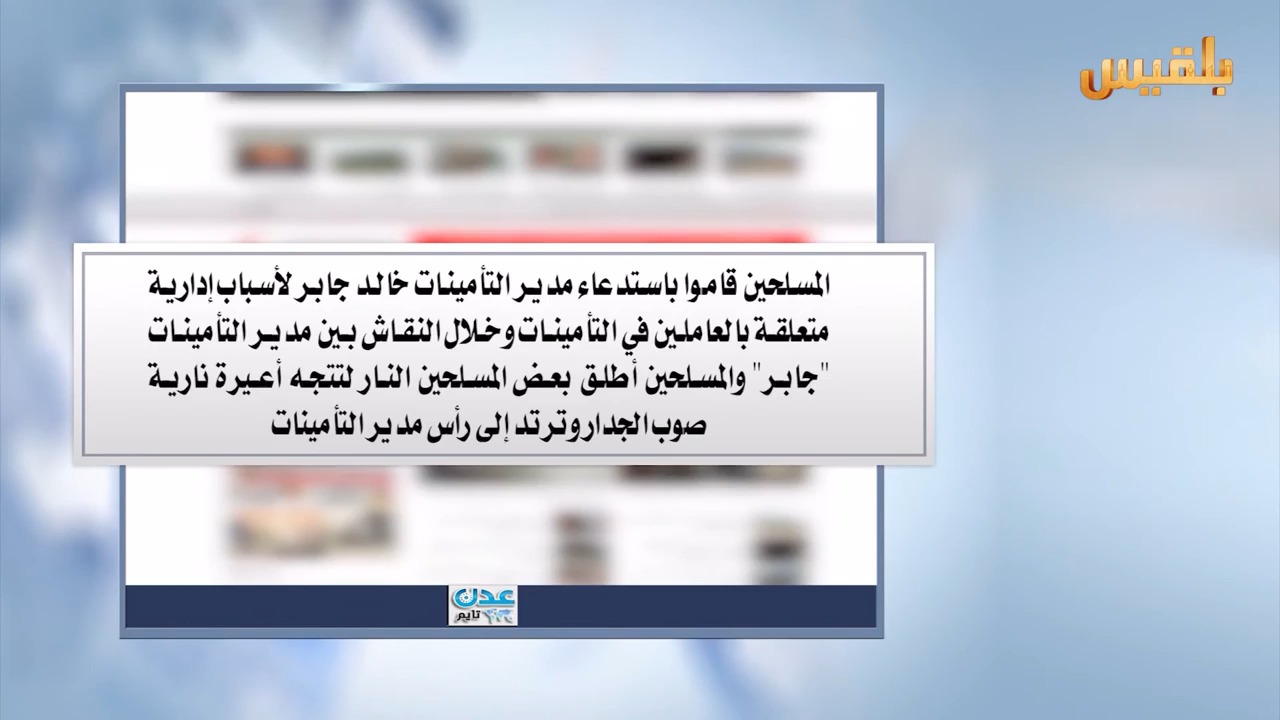 بلقيس
المسلحين قاموا باستدعاء مدير التأمينات خالد جابر لأسباب إدارية
متعلقة بالعاملين في التأمينات وخلال النقاش بين مدير التأمينات
"جابر" والمسلحين أطلق بعض المسلحين النار لتتجه أعيرة نارية
صوب الجدار وترتد إلى رأس مدير التأمينات
عدن
تايم